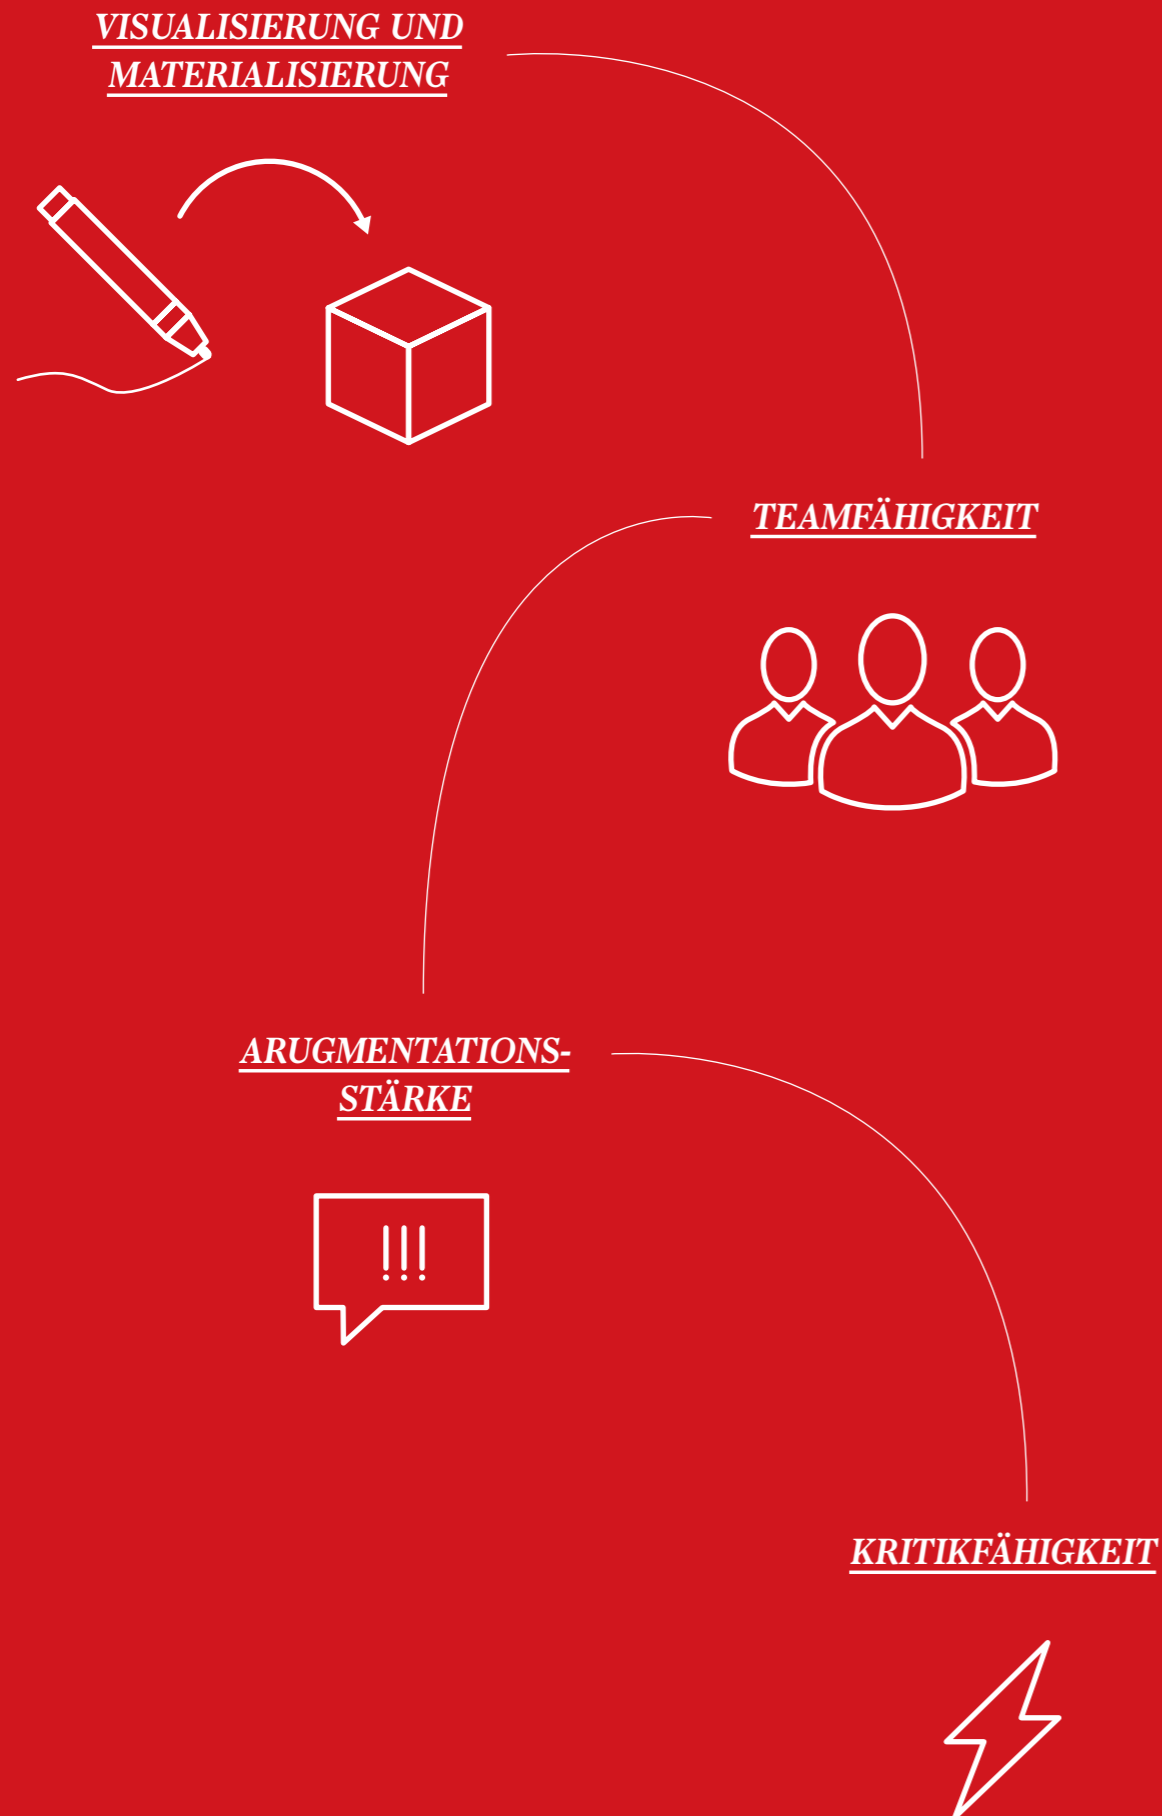 VISUALISIERUNG UND
MATERIALISIERUNG
TEAMFÄHIGKEIT
ARUGMENTATIONS-
STÄRKE
!!!
KRITIKFÄHIGKEIT